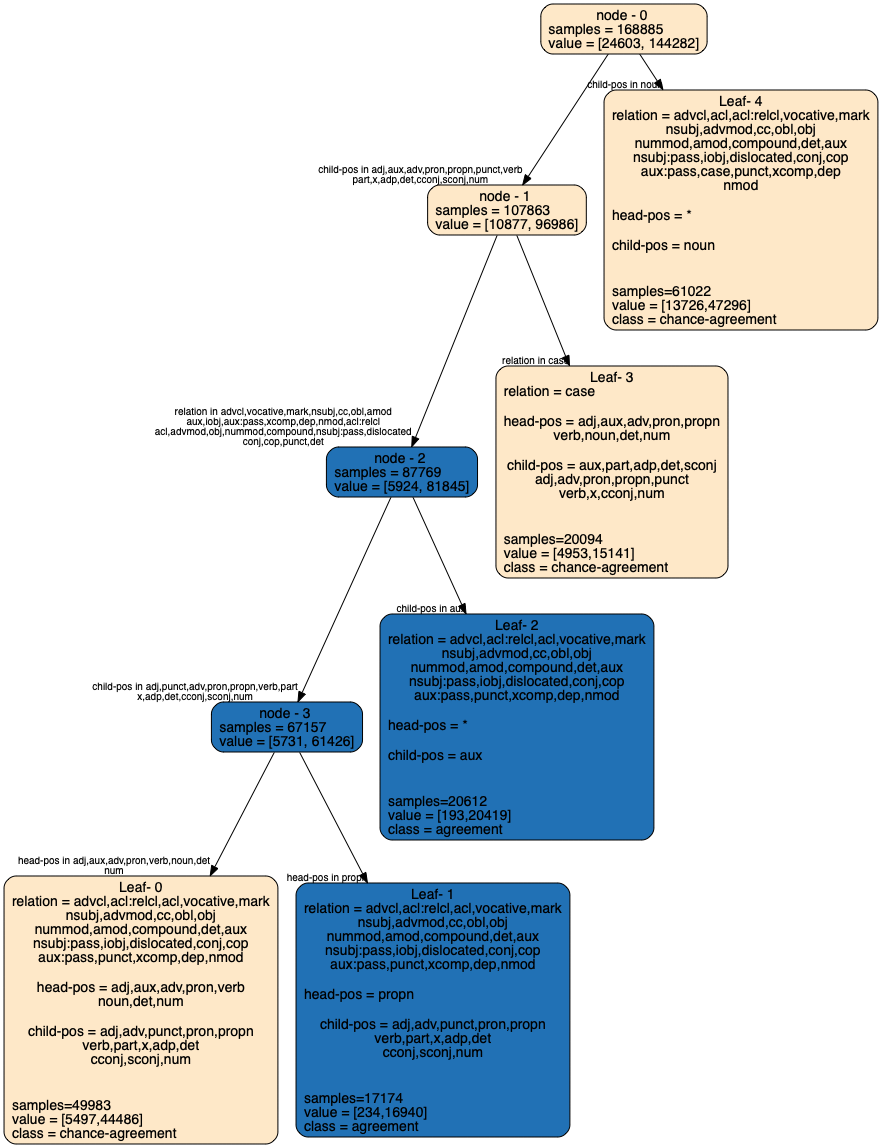 node - 0
samples = 168885
value = [24603, 144282]
child-pos in noun
Leaf- 4
relation = advcl,acl,acl:relcl,vocative,mark
nsubj,advmod,cc,obl,obj
nummod,amod,compound,det,aux
nsubj:pass,iobj,dislocated,conj,cop
aux:pass,case,punct,xcomp,dep
nmod
head-pos = *
child-pos = noun
samples=61022
value = [13726,47296]
class = chance-agreement
child-pos in adj,aux,adv,pron,propn,punct,verb
part,x,adp,det,cconj,sconj,num
node - 1
samples = 107863
value = [10877, 96986]
relation in case
Leaf- 3
relation = case
head-pos = adj,aux,adv,pron,propn
verb,noun,det,num
child-pos = aux,part,adp,det,sconj
adj,adv,pron,propn,punct
verb,x,cconj,num
samples=20094
value = [4953,15141]
class = chance-agreement
relation in advcl,vocative,mark,nsubj,cc,obl,amod
aux,iobj,aux:pass,xcomp,dep,nmod,acl:relcl
acl,advmod,obj,nummod,compound,nsubj:pass,dislocated
conj,cop,punct,det
node - 2
samples = 87769
value = [5924, 81845]
child-pos in aux
Leaf- 2
relation = advcl,acl:relcl,acl,vocative,mark
nsubj,advmod,cc,obl,obj
nummod,amod,compound,det,aux
nsubj:pass,iobj,dislocated,conj,cop
aux:pass,punct,xcomp,dep,nmod
head-pos = *
child-pos = aux
samples=20612
value = [193,20419]
class = agreement
child-pos in adj,punct,adv,pron,propn,verb,part
x,adp,det,cconj,sconj,num
node - 3
samples = 67157
value = [5731, 61426]
head-pos in adj,aux,adv,pron,verb,noun,det
num
Leaf- 0
relation = advcl,acl:relcl,acl,vocative,mark
nsubj,advmod,cc,obl,obj
nummod,amod,compound,det,aux
nsubj:pass,iobj,dislocated,conj,cop
aux:pass,punct,xcomp,dep,nmod
head-pos = adj,aux,adv,pron,verb
noun,det,num
child-pos = adj,adv,punct,pron,propn
verb,part,x,adp,det
cconj,sconj,num
samples=49983
value = [5497,44486]
class = chance-agreement
head-pos in propn
Leaf- 1
relation = advcl,acl:relcl,acl,vocative,mark
nsubj,advmod,cc,obl,obj
nummod,amod,compound,det,aux
nsubj:pass,iobj,dislocated,conj,cop
aux:pass,punct,xcomp,dep,nmod
head-pos = propn
child-pos = adj,adv,punct,pron,propn
verb,part,x,adp,det
cconj,sconj,num
samples=17174
value = [234,16940]
class = agreement